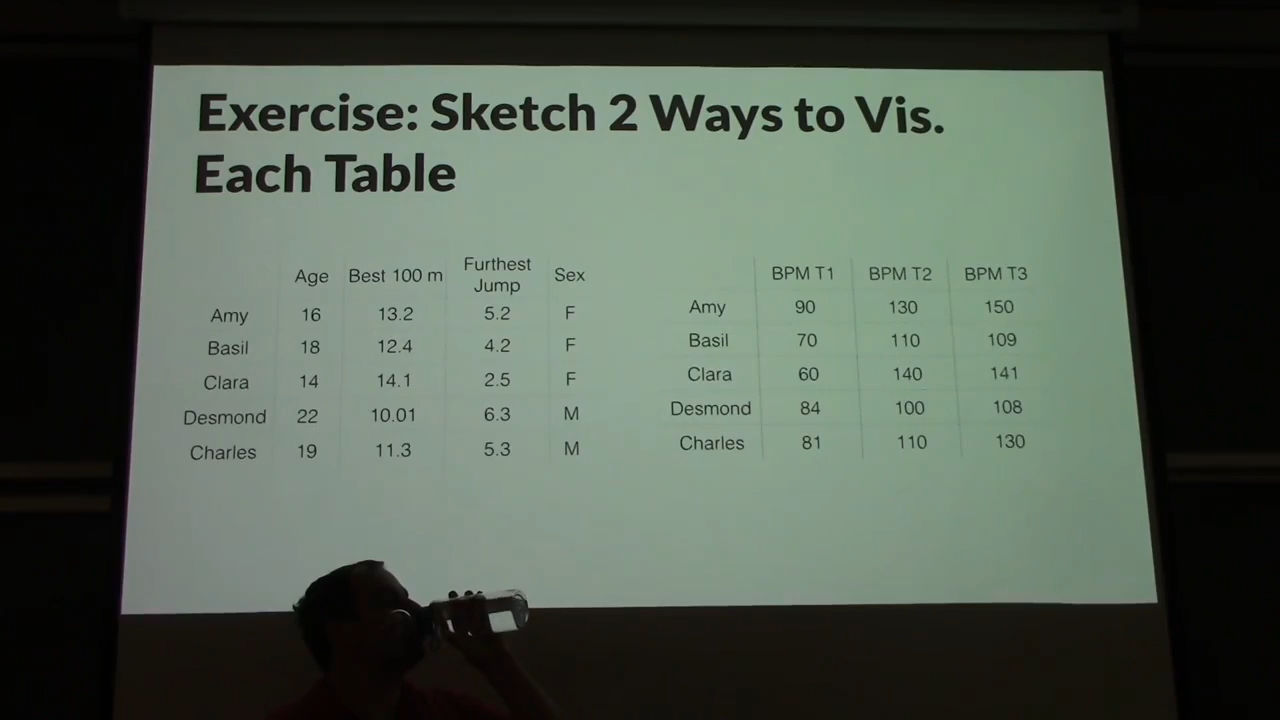 Exercise: Sketch 2 Ways to Vis.
Each Table
Age Best 100 m Furthest Jump Sex
Amy 16 13.2 5.2 F
Basil 18 12.4 4.2 F
Clara 14 14.1 2.5 F
Desmond 22 10.01 6.3 M
Charles 19 11.3 5.3 M
BPM T1 BPM T2 BPM T3
Amy 90 130 150
Basil 70 110 109
Clara 60 140 141
Desmond 84 100 108
Charles 81 110 130